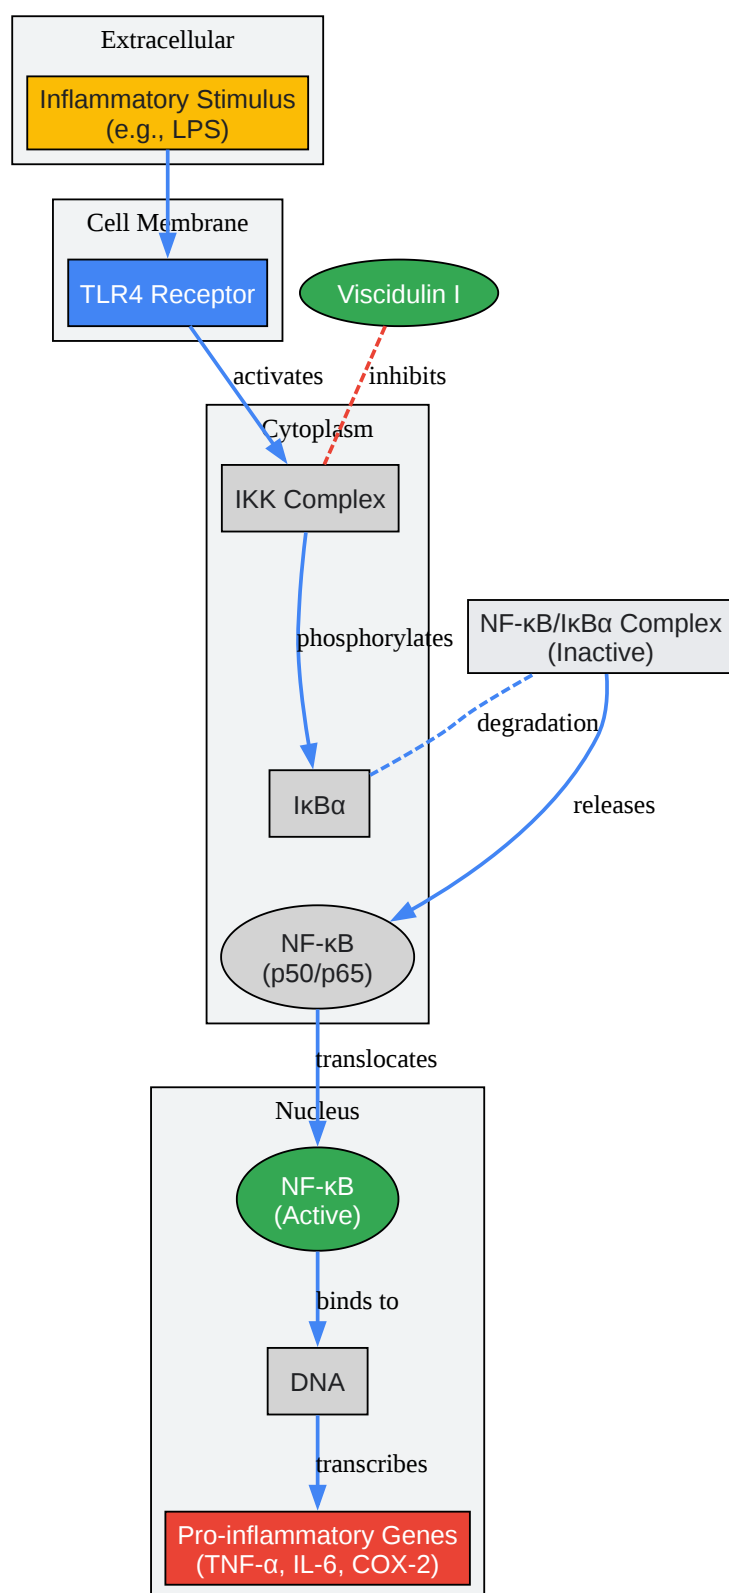 Extracellular
Inflammatory Stimulus
(e.g., LPS)
Cell Membrane
TLR4 Receptor
Viscidulin I
activates
inhibits
Cytoplasm
IKK Complex
phosphorylates
NF-κB/IκBα Complex
(Inactive)
degradation
IκBα
releases
NF-κB
(p50/p65)
translocates
Nucleus
NF-κB
(Active)
binds to
DNA
transcribes
Pro-inflammatory Genes
(TNF-α, IL-6, COX-2)